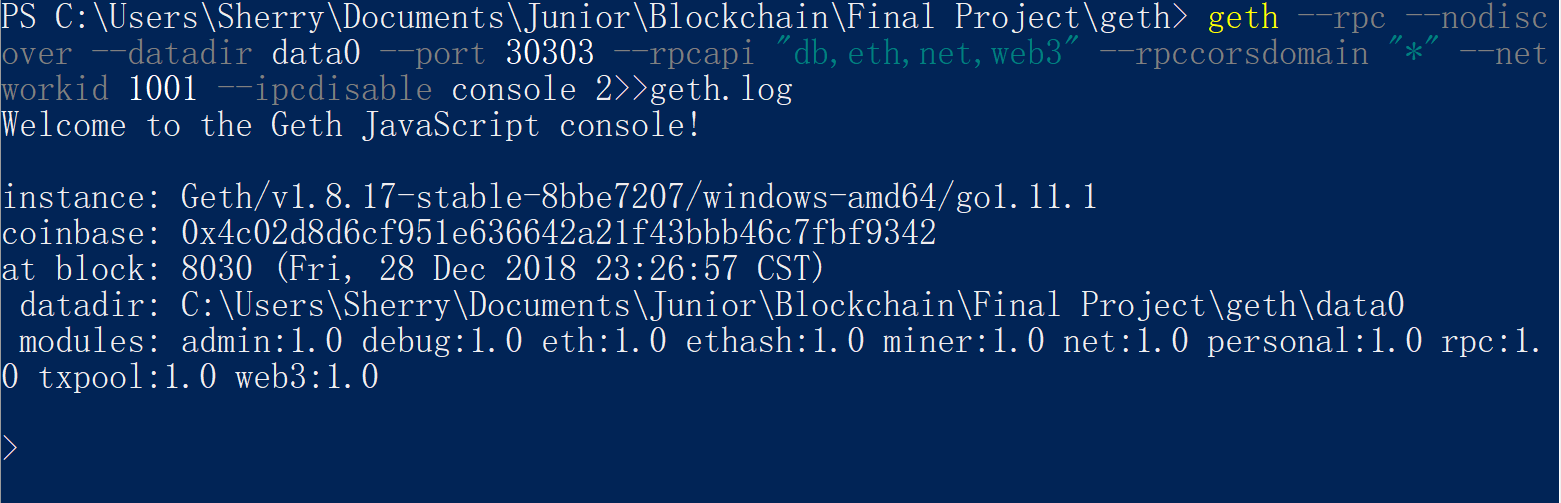 PS C:\Users\Sherry\Documents\Junior\Blockchain\Final Project\geth> geth --rpc --nodisc
over --datadir data0 --port 30303 --rpcapi "db,eth,net,web3" --rpccorsdomain "*" --net
workid 1001 --ipcdisable console 2>>geth.log
Welcome to the Geth JavaScript console!
instance: Geth/v1.8.17-stable-8bbe7207/windows-amd64/go1.11.1
coinbase: 0x4c02d8d6cf951e636642a21f43bbb46c7fbf9342
at block: 8030 (Fri, 28 Dec 2018 23:26:57 CST)
 datadir: C:\Users\Sherry\Documents\Junior\Blockchain\Final Project\geth\data0
 modules: admin:1.0 debug:1.0 eth:1.0 ethash:1.0 miner:1.0 net:1.0 personal:1.0 rpc:1.
0 txpool:1.0 web3:1.0
>